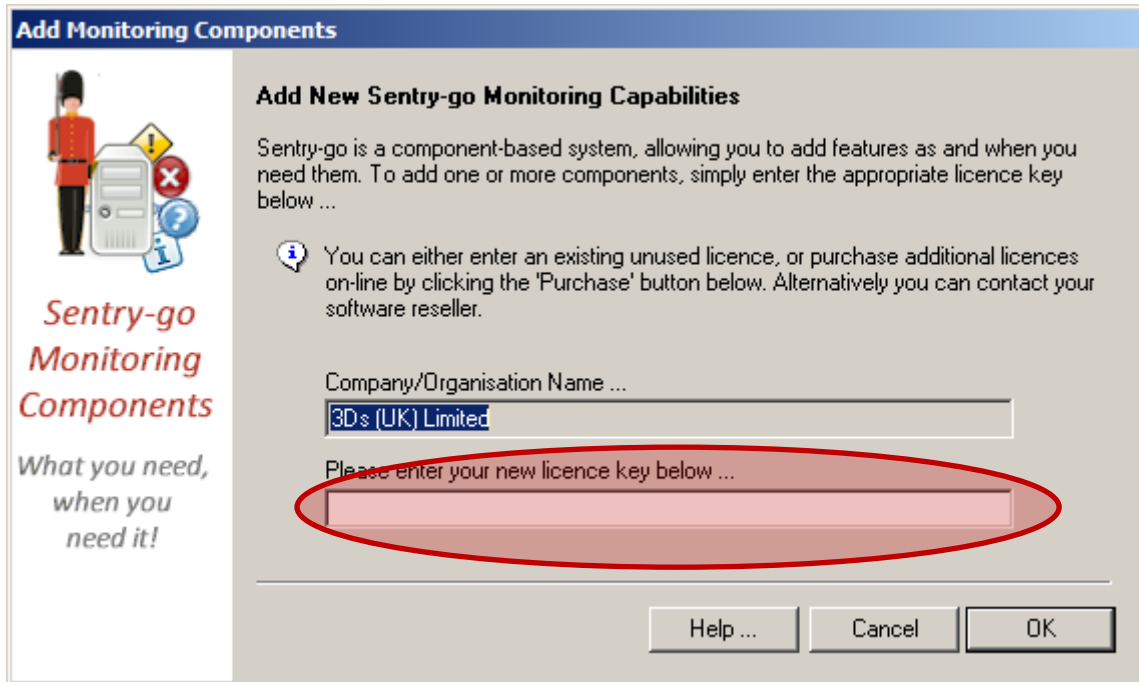 Add Monitoring Components
Add New Sentry-go Monitoring Capabilities
Sentry-go is a component-based system, allowing you to add features as and when you
need them. To add one or more components, simply enter the appropriate licence key
below ...
You can either enter an existing unused licence, or purchase additional licences
on-line by clicking the 'Purchase' button below. Alternatively you can contact your
software reseller.
Sentry-go
Monitoring
Components
What you need,
when you
need it!
Company/Organisation Name ...
3Ds (UK) Limited
Please enter your new licence key below ...
Help ...
Cancel
OK